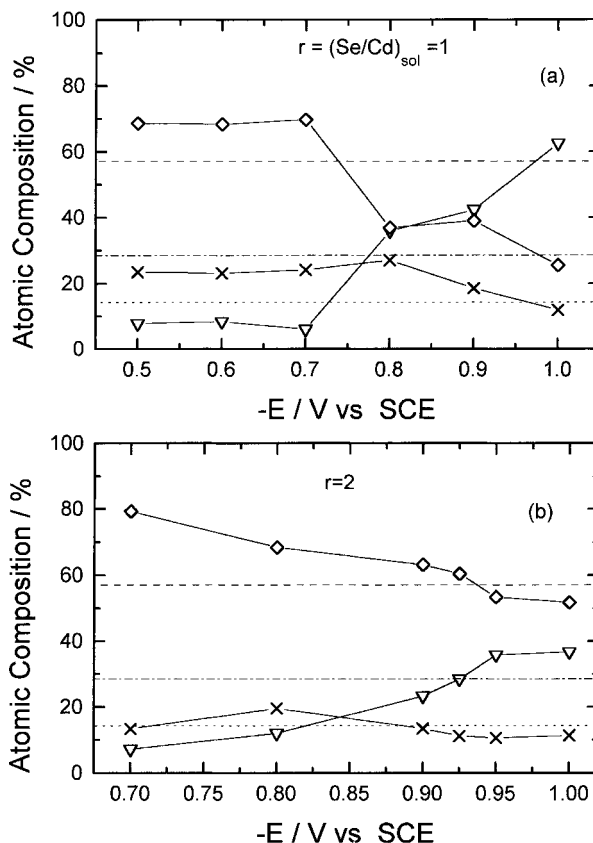 r = (Se/Cd)sol =1
(a)
100
80
60
40
20
0
Atomic Composition / %
0.5 0.6 0.7 0.8 0.9 1.0
-E / V vs SCE
r=2
(b)
100
80
60
40
20
0
Atomic Composition / %
0.70 0.75 0.80 0.85 0.90 0.95 1.00
-E / V vs SCE